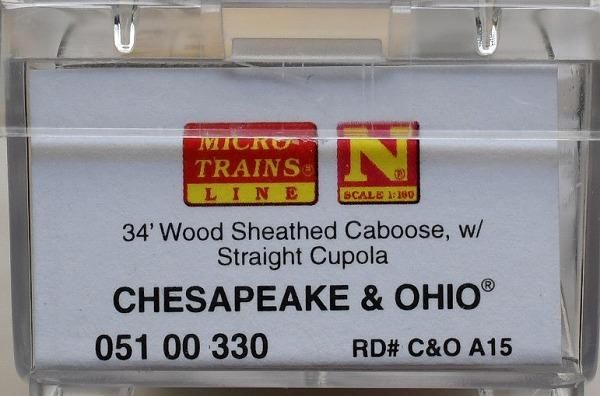 MICRO-
TRAINS®
LINE
N®
SCALE 1:160
34' Wood Sheathed Caboose, w/
Straight Cupola
CHESAPEAKE & OHIO®
051 00 330 RD# C&O A15